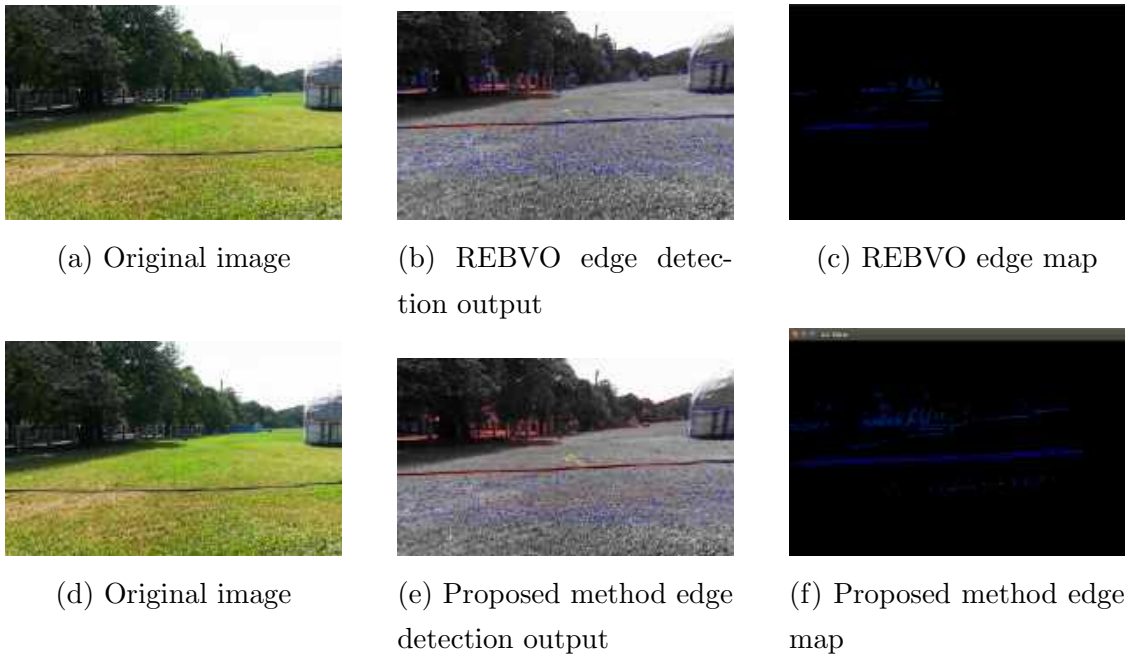 (a) Original image
(b) REBVO edge detec-
tion output
(c) REBVO edge map
(d) Original image
(e) Proposed method edge
detection output
(f) Proposed method edge
map